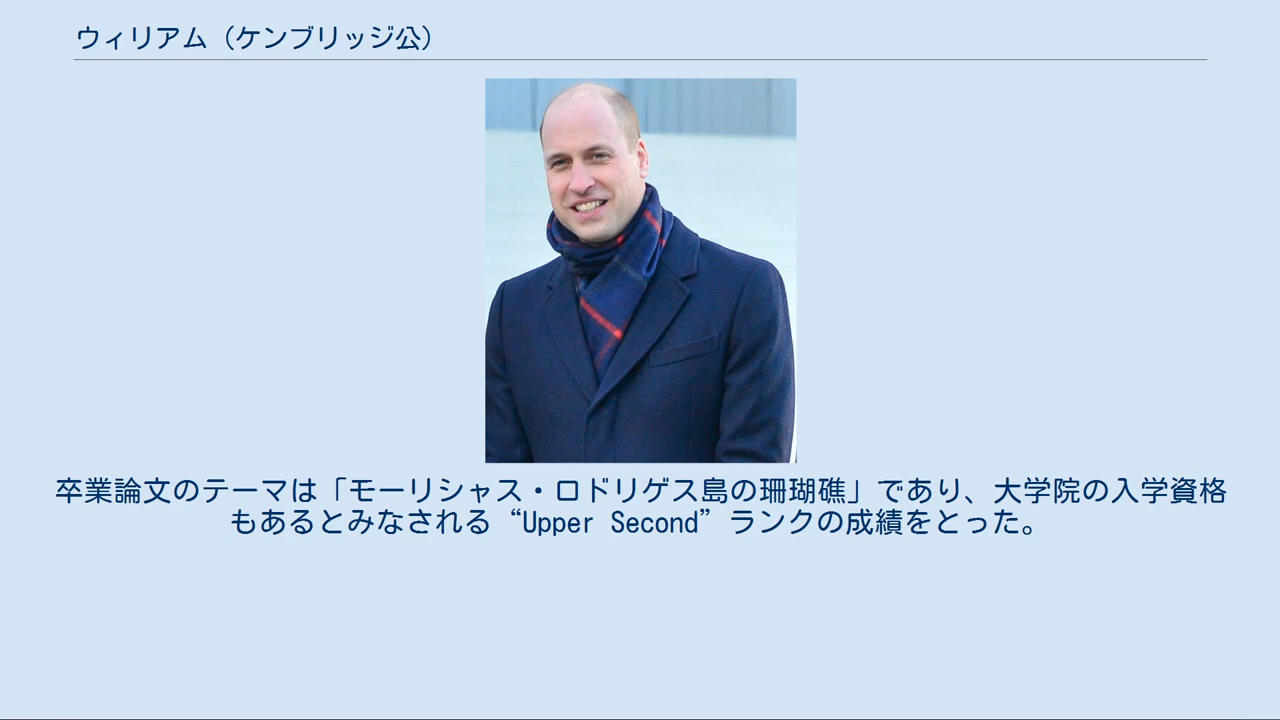 ウィリアム（ケンブリッジ公）
卒業論文のテーマは「モーリシャス・ロドリゲス島の珊瑚礁」であり、大学院の入学資格
もあるとみなされる“Upper Second”ランクの成績をとった。